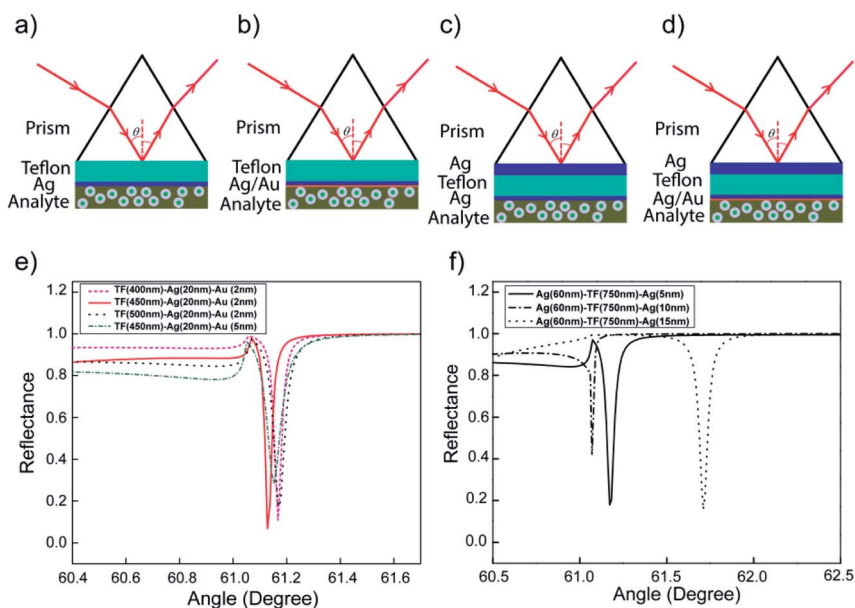 a)
b)
c)
d)
Prism
θ
Teflon
Ag
Analyte
Prism
θ
Teflon
Ag/Au
Analyte
Prism
θ
Ag
Teflon
Ag
Analyte
Prism
θ
Ag
Teflon
Ag/Au
Analyte
e)
TF(400nm)-Ag(20nm)-Au (2nm)
TF(450nm)-Ag(20nm)-Au (2nm)
TF(500nm)-Ag(20nm)-Au (2nm)
TF(450nm)-Ag(20nm)-Au (5nm)
1.2
1.0
0.8
0.6
0.4
0.2
0.0
Reflectance
60.4 60.6 60.8 61.0 61.2 61.4 61.6
Angle (Degree)
f)
Ag(60nm)-TF(750nm)-Ag(5nm)
Ag(60nm)-TF(750nm)-Ag(10nm)
Ag(60nm)-TF(750nm)-Ag(15nm)
1.2
1.0
0.8
0.6
0.4
0.2
0.0
Reflectance
60.5 61.0 61.5 62.0 62.5
Angle (Degree)